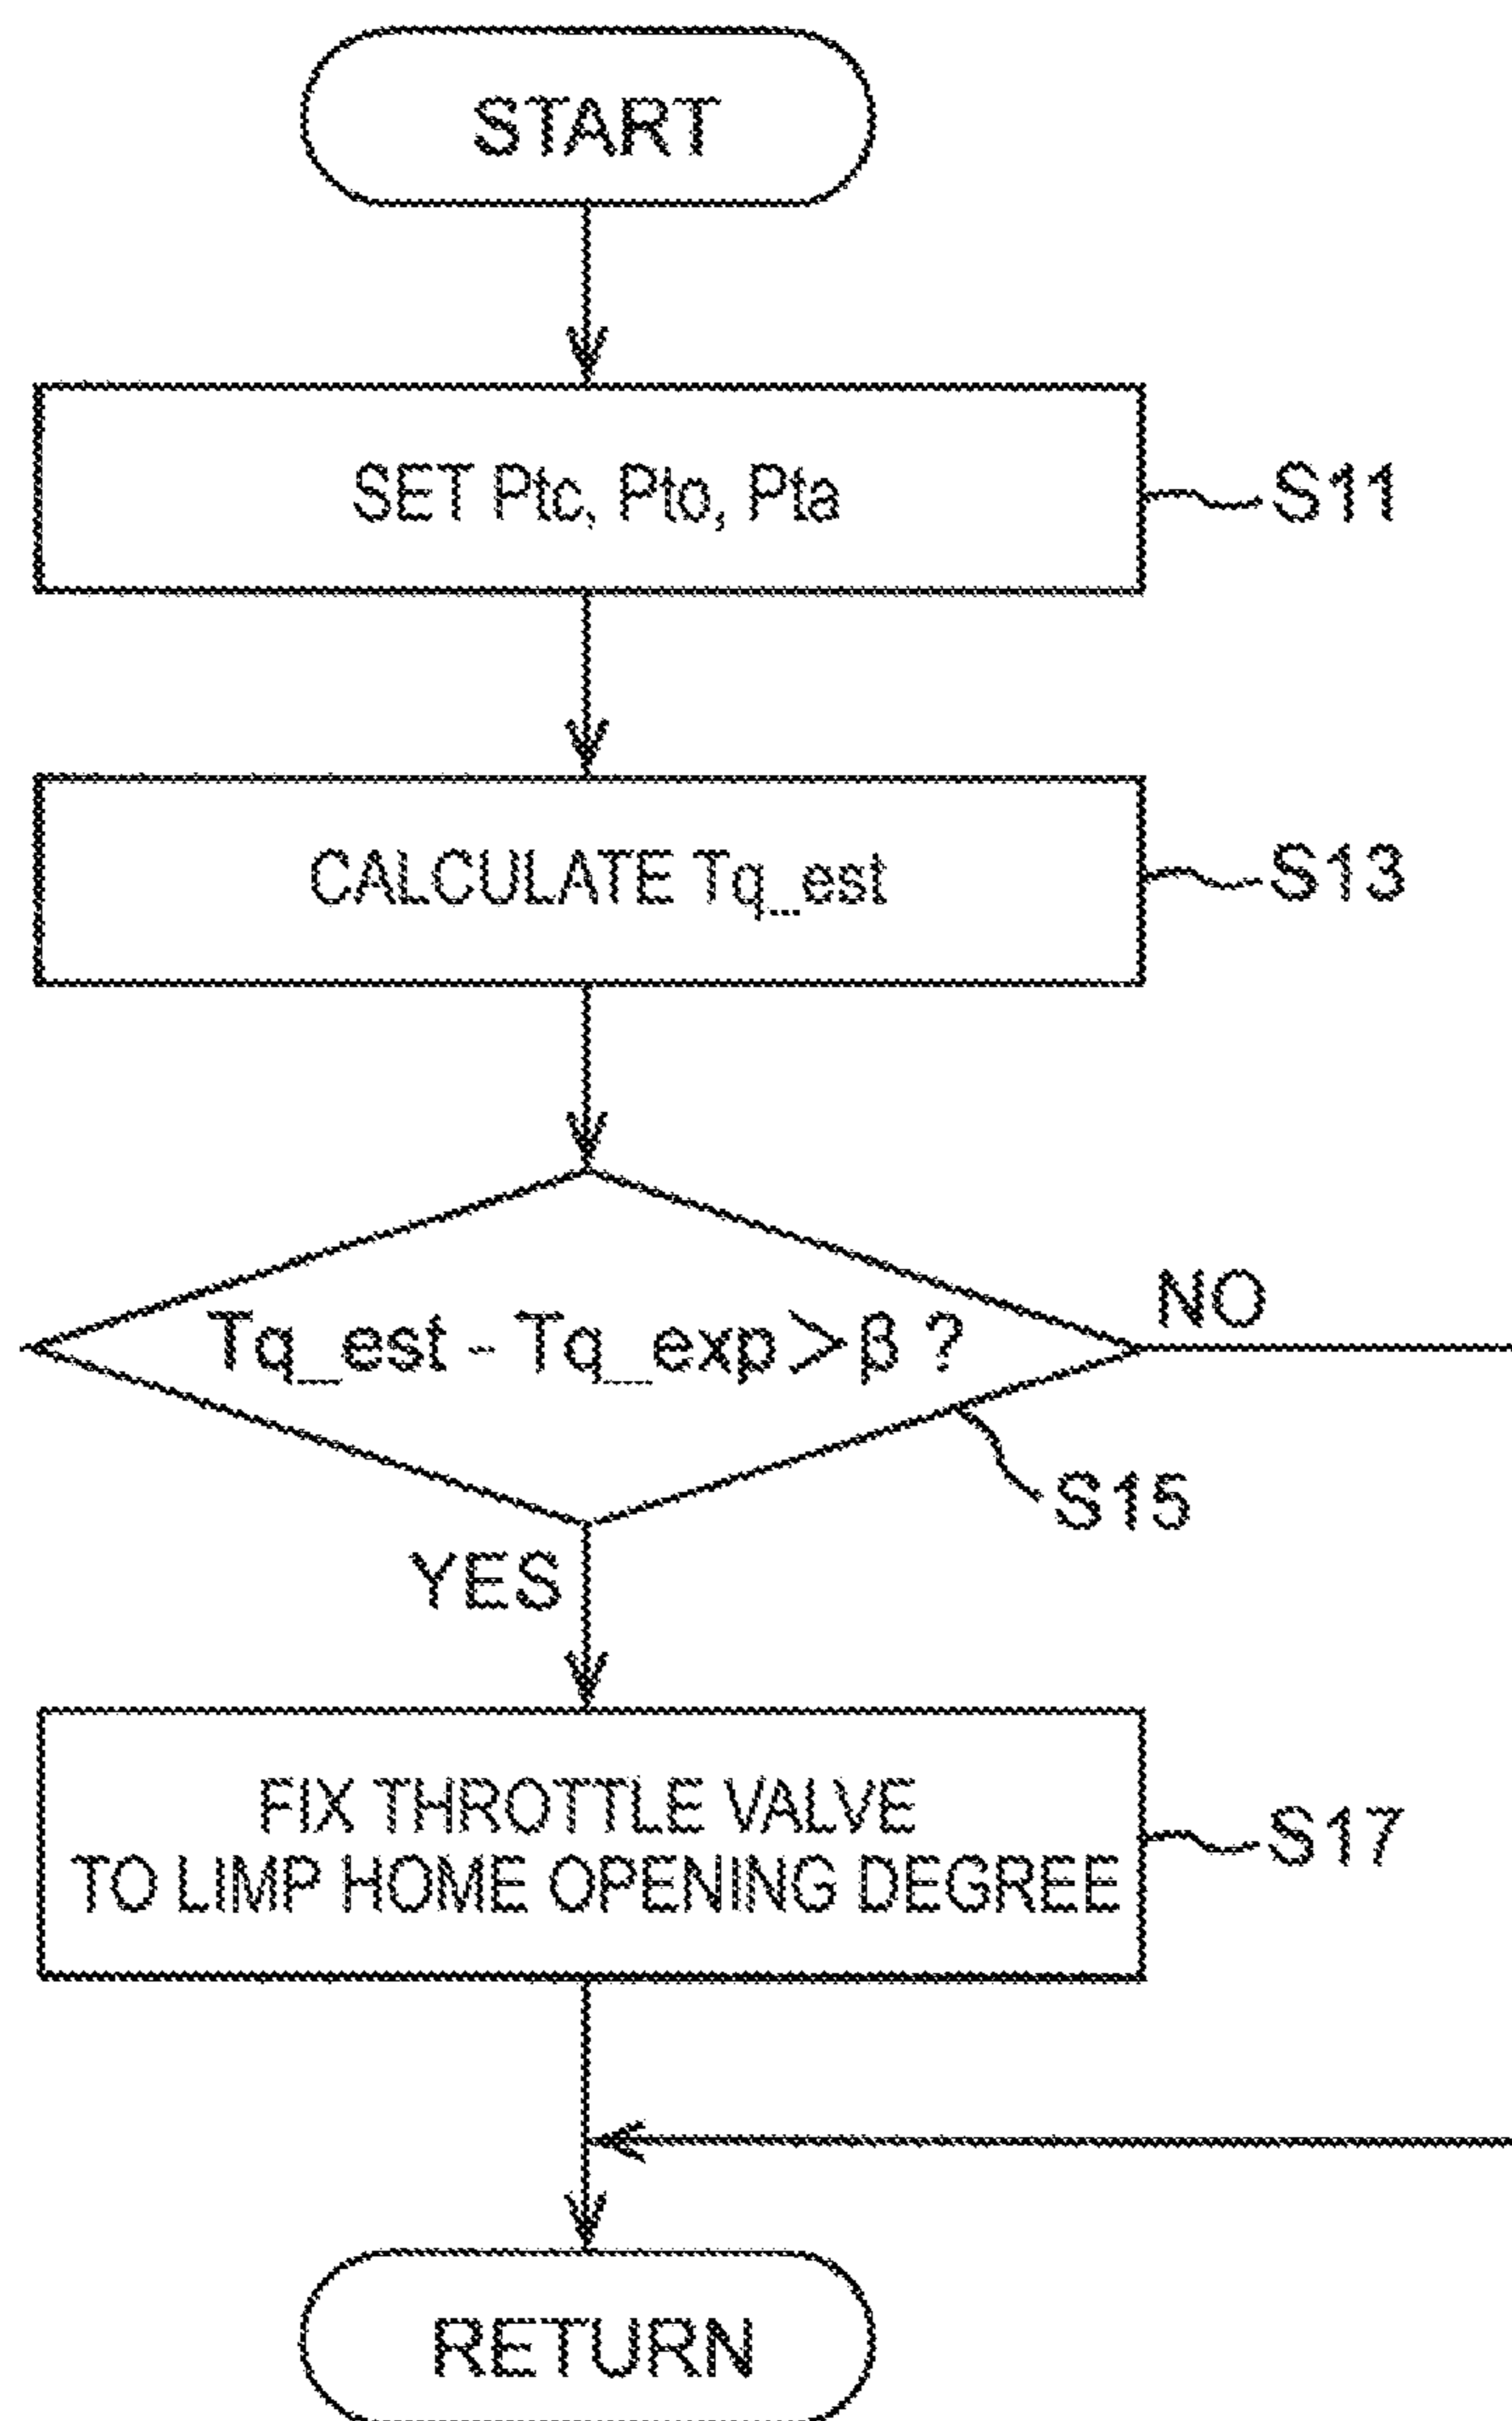 START
SET Ptc, Pto, Pta
S11
CALCULATE Tq_est
S13
Tq_est - Tq_exp>β ?
NO
S15
YES
FIX THROTTLE VALVE
TO LIMP HOME OPENING DEGREE
S17
RETURN